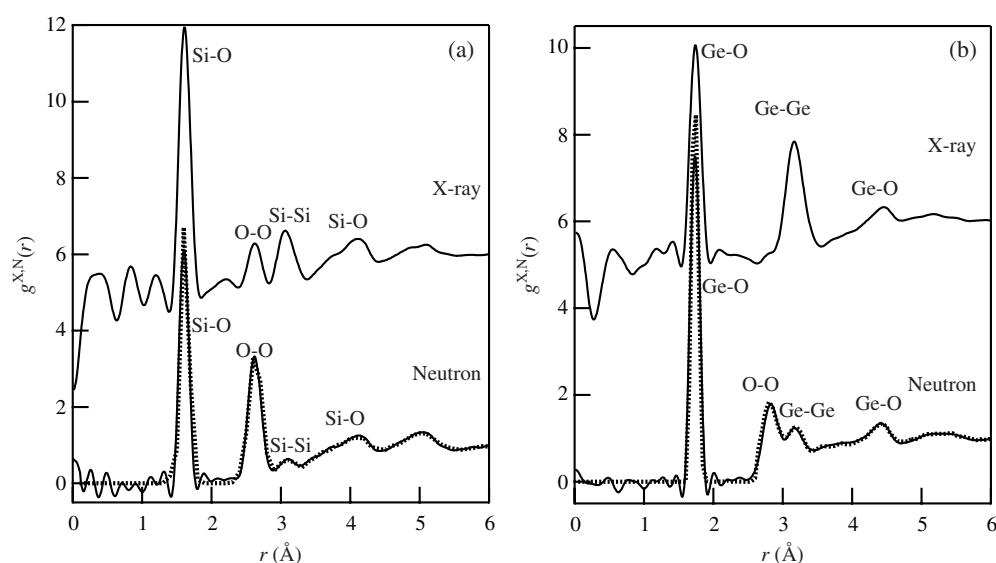 (a)
12
10
8
6
4
2
0
g^X,N(r)
Si-O
X-ray
O-O
Si-Si
Si-O
Si-O
O-O
Neutron
Si-Si
Si-O
0 1 2 3 4 5 6
r (Å)
(b)
10
8
6
4
2
0
g^X,N(r)
Ge-O
Ge-Ge
X-ray
Ge-O
Ge-O
O-O
Neutron
Ge-Ge
Ge-O
0 1 2 3 4 5 6
r (Å)